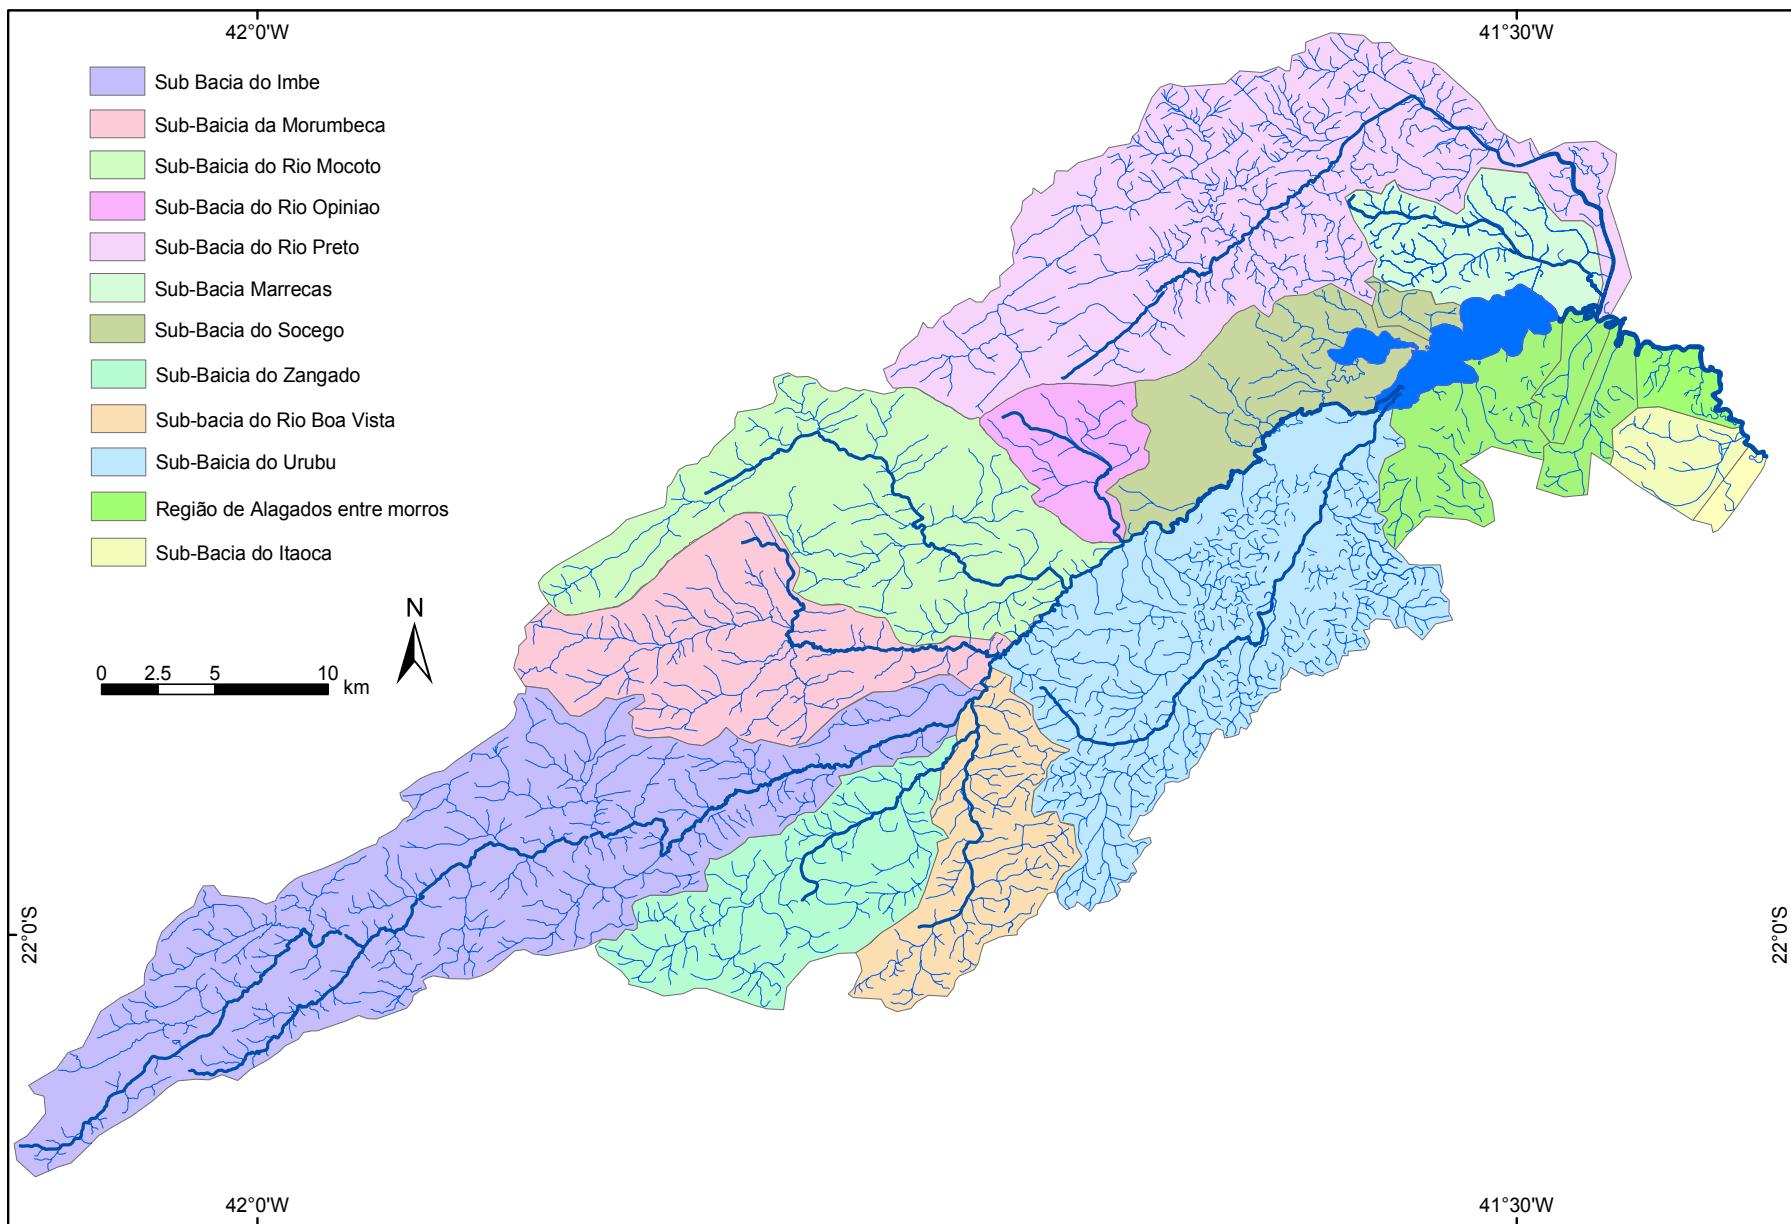 42°0'W
41°30'W
Sub Bacia do Imbe
Sub-Baicia da Morumbeca
Sub-Baicia do Rio Mocoto
Sub-Bacia do Rio Opiniao
Sub-Bacia do Rio Preto
Sub-Bacia Marrecas
Sub-Bacia do Socego
Sub-Baicia do Zangado
Sub-bacia do Rio Boa Vista
Sub-Baicia do Urubu
Região de Alagados entre morros
Sub-Bacia do Itaoca
N
0 2.5 5 10
km
22°0'S
22°0'S
42°0'W
41°30'W